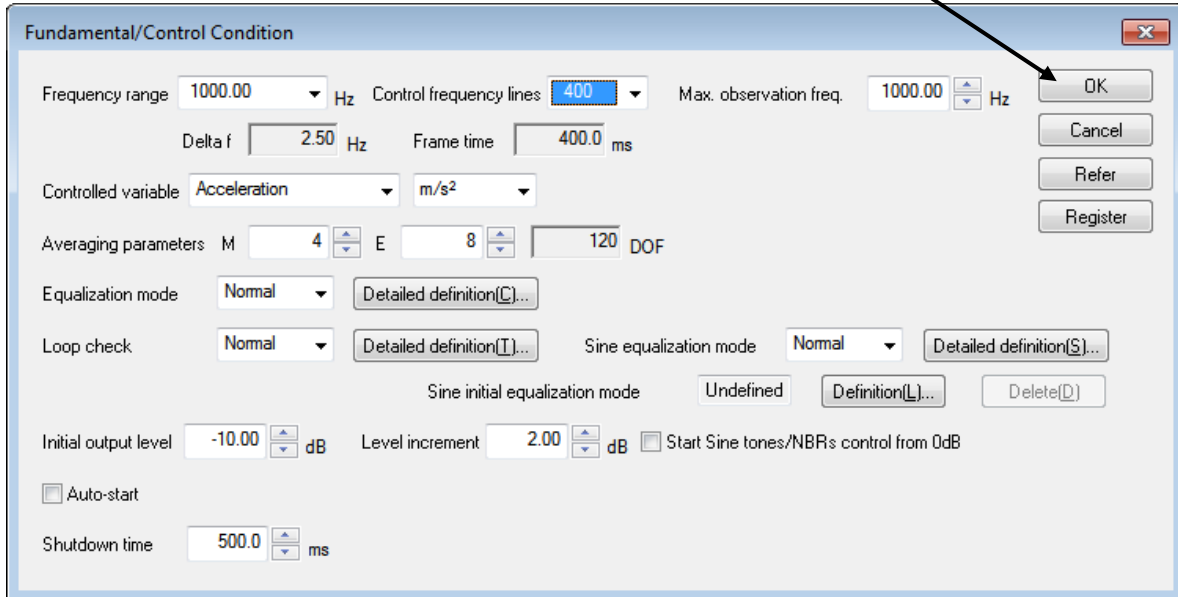 Fundamental/Control Condition
Frequency range 1000.00 Hz Control frequency lines 400 Max. observation freq. 1000.00 Hz OK
Delta f 2.50 Hz Frame time 400.0 ms Cancel
Controlled variable Acceleration m/s² Refer
Averaging parameters M 4 E 8 120 DOF Register
Equalization mode Normal Detailed definition(C)...
Loop check Normal Detailed definition(T)... Sine equalization mode Normal Detailed definition(S)...
Sine initial equalization mode Undefined Definition(L)... Delete(D)
Initial output level -10.00 dB Level increment 2.00 dB Start Sine tones/NBRs control from 0dB
Auto-start
Shutdown time 500.0 ms